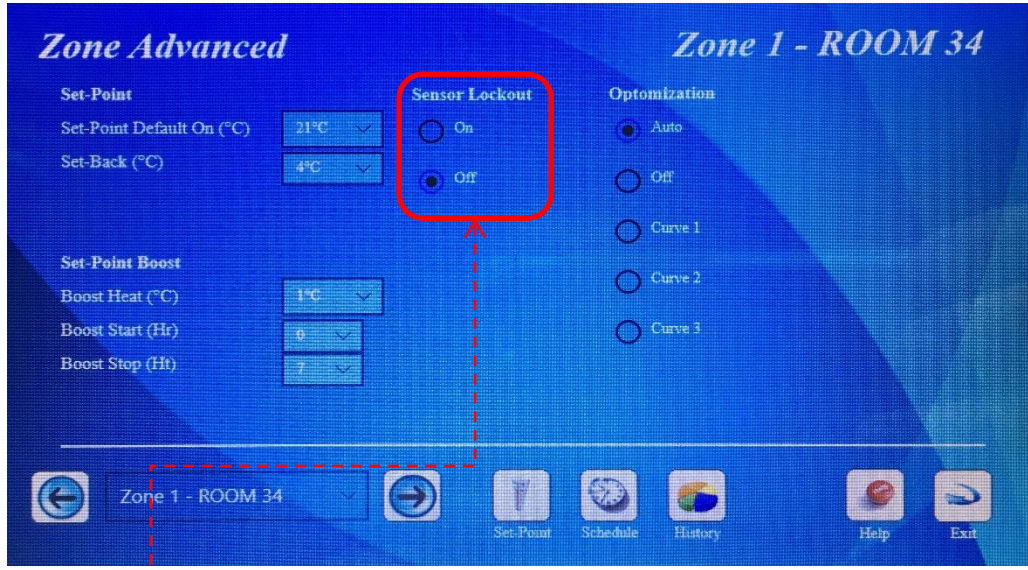 Zone Advanced
Zone 1 - ROOM 34
Set-Point
Sensor Lockout
Optomization
Set-Point Default On (°C)
21°C
On
Auto
Set-Back (°C)
4°C
Off
Off
Curve 1
Set-Point Boost
Curve 2
Boost Heat (°C)
1°C
Boost Start (Hr)
0
Curve 3
Boost Stop (Ht)
7
Zone 1 - ROOM 34
Set-Point
Schedule
History
Help
Exit